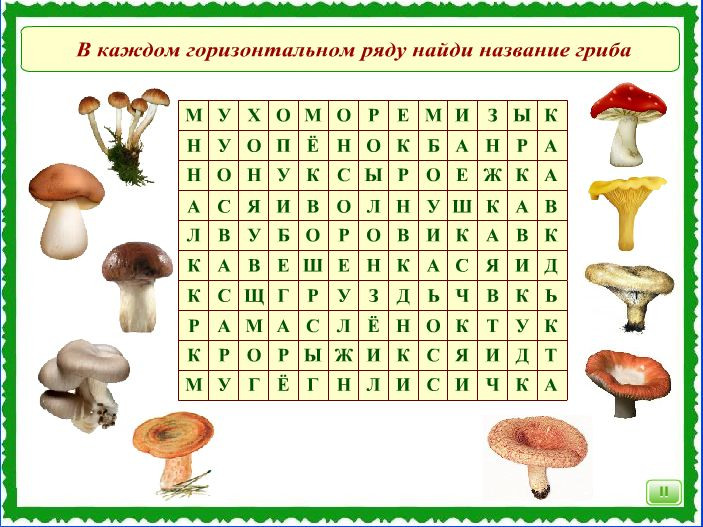 В каждом горизонтальном ряду найди название гриба
М У Х О М О Р Е М И З Ы К
Н У О П Ё Н О К Б А Н Р А
Н О Н У К С Ы Р О Е Ж К А
А С Я И В О Л Н У Ш К А В
Л В У Б О Р О В И К А В К
К А В Е Ш Е Н К А С Я И Д
К С Щ Г Р У З Д Ь Ч В К Ь
Р А М А С Л Ё Н О К Т У К
К Р О Р Ы Ж И К С Я И Д Т
М У Г Ё Г Н Л И С И Ч К А